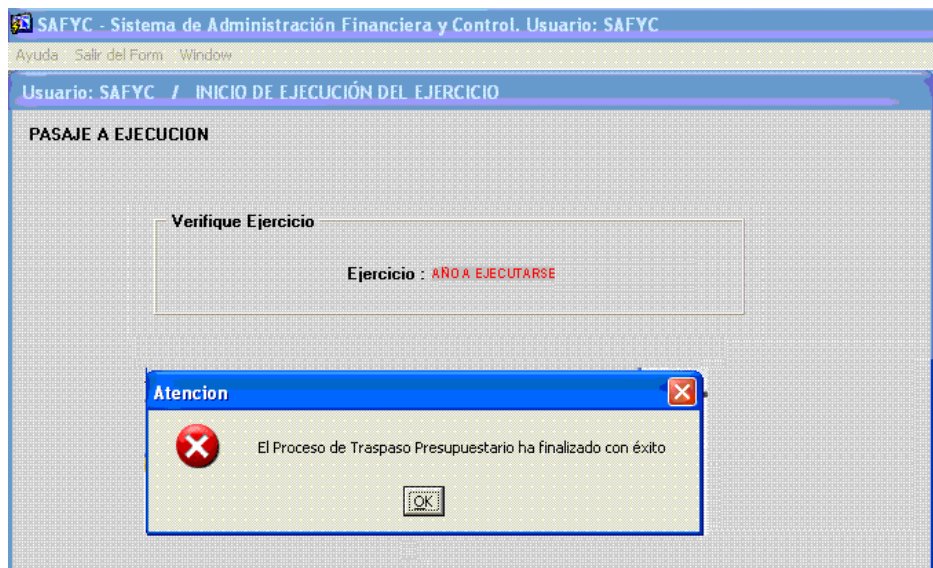 SAFYC - Sistema de Administración Financiera y Control. Usuario: SAFYC
Ayuda Salir del Form Window
Usuario: SAFYC / INICIO DE EJECUCIÓN DEL EJERCICIO
PASAJE A EJECUCION
Verifique Ejercicio
Ejercicio : AÑO A EJECUTARSE
Atencion
El Proceso de Traspaso Presupuestario ha finalizado con éxito
OK